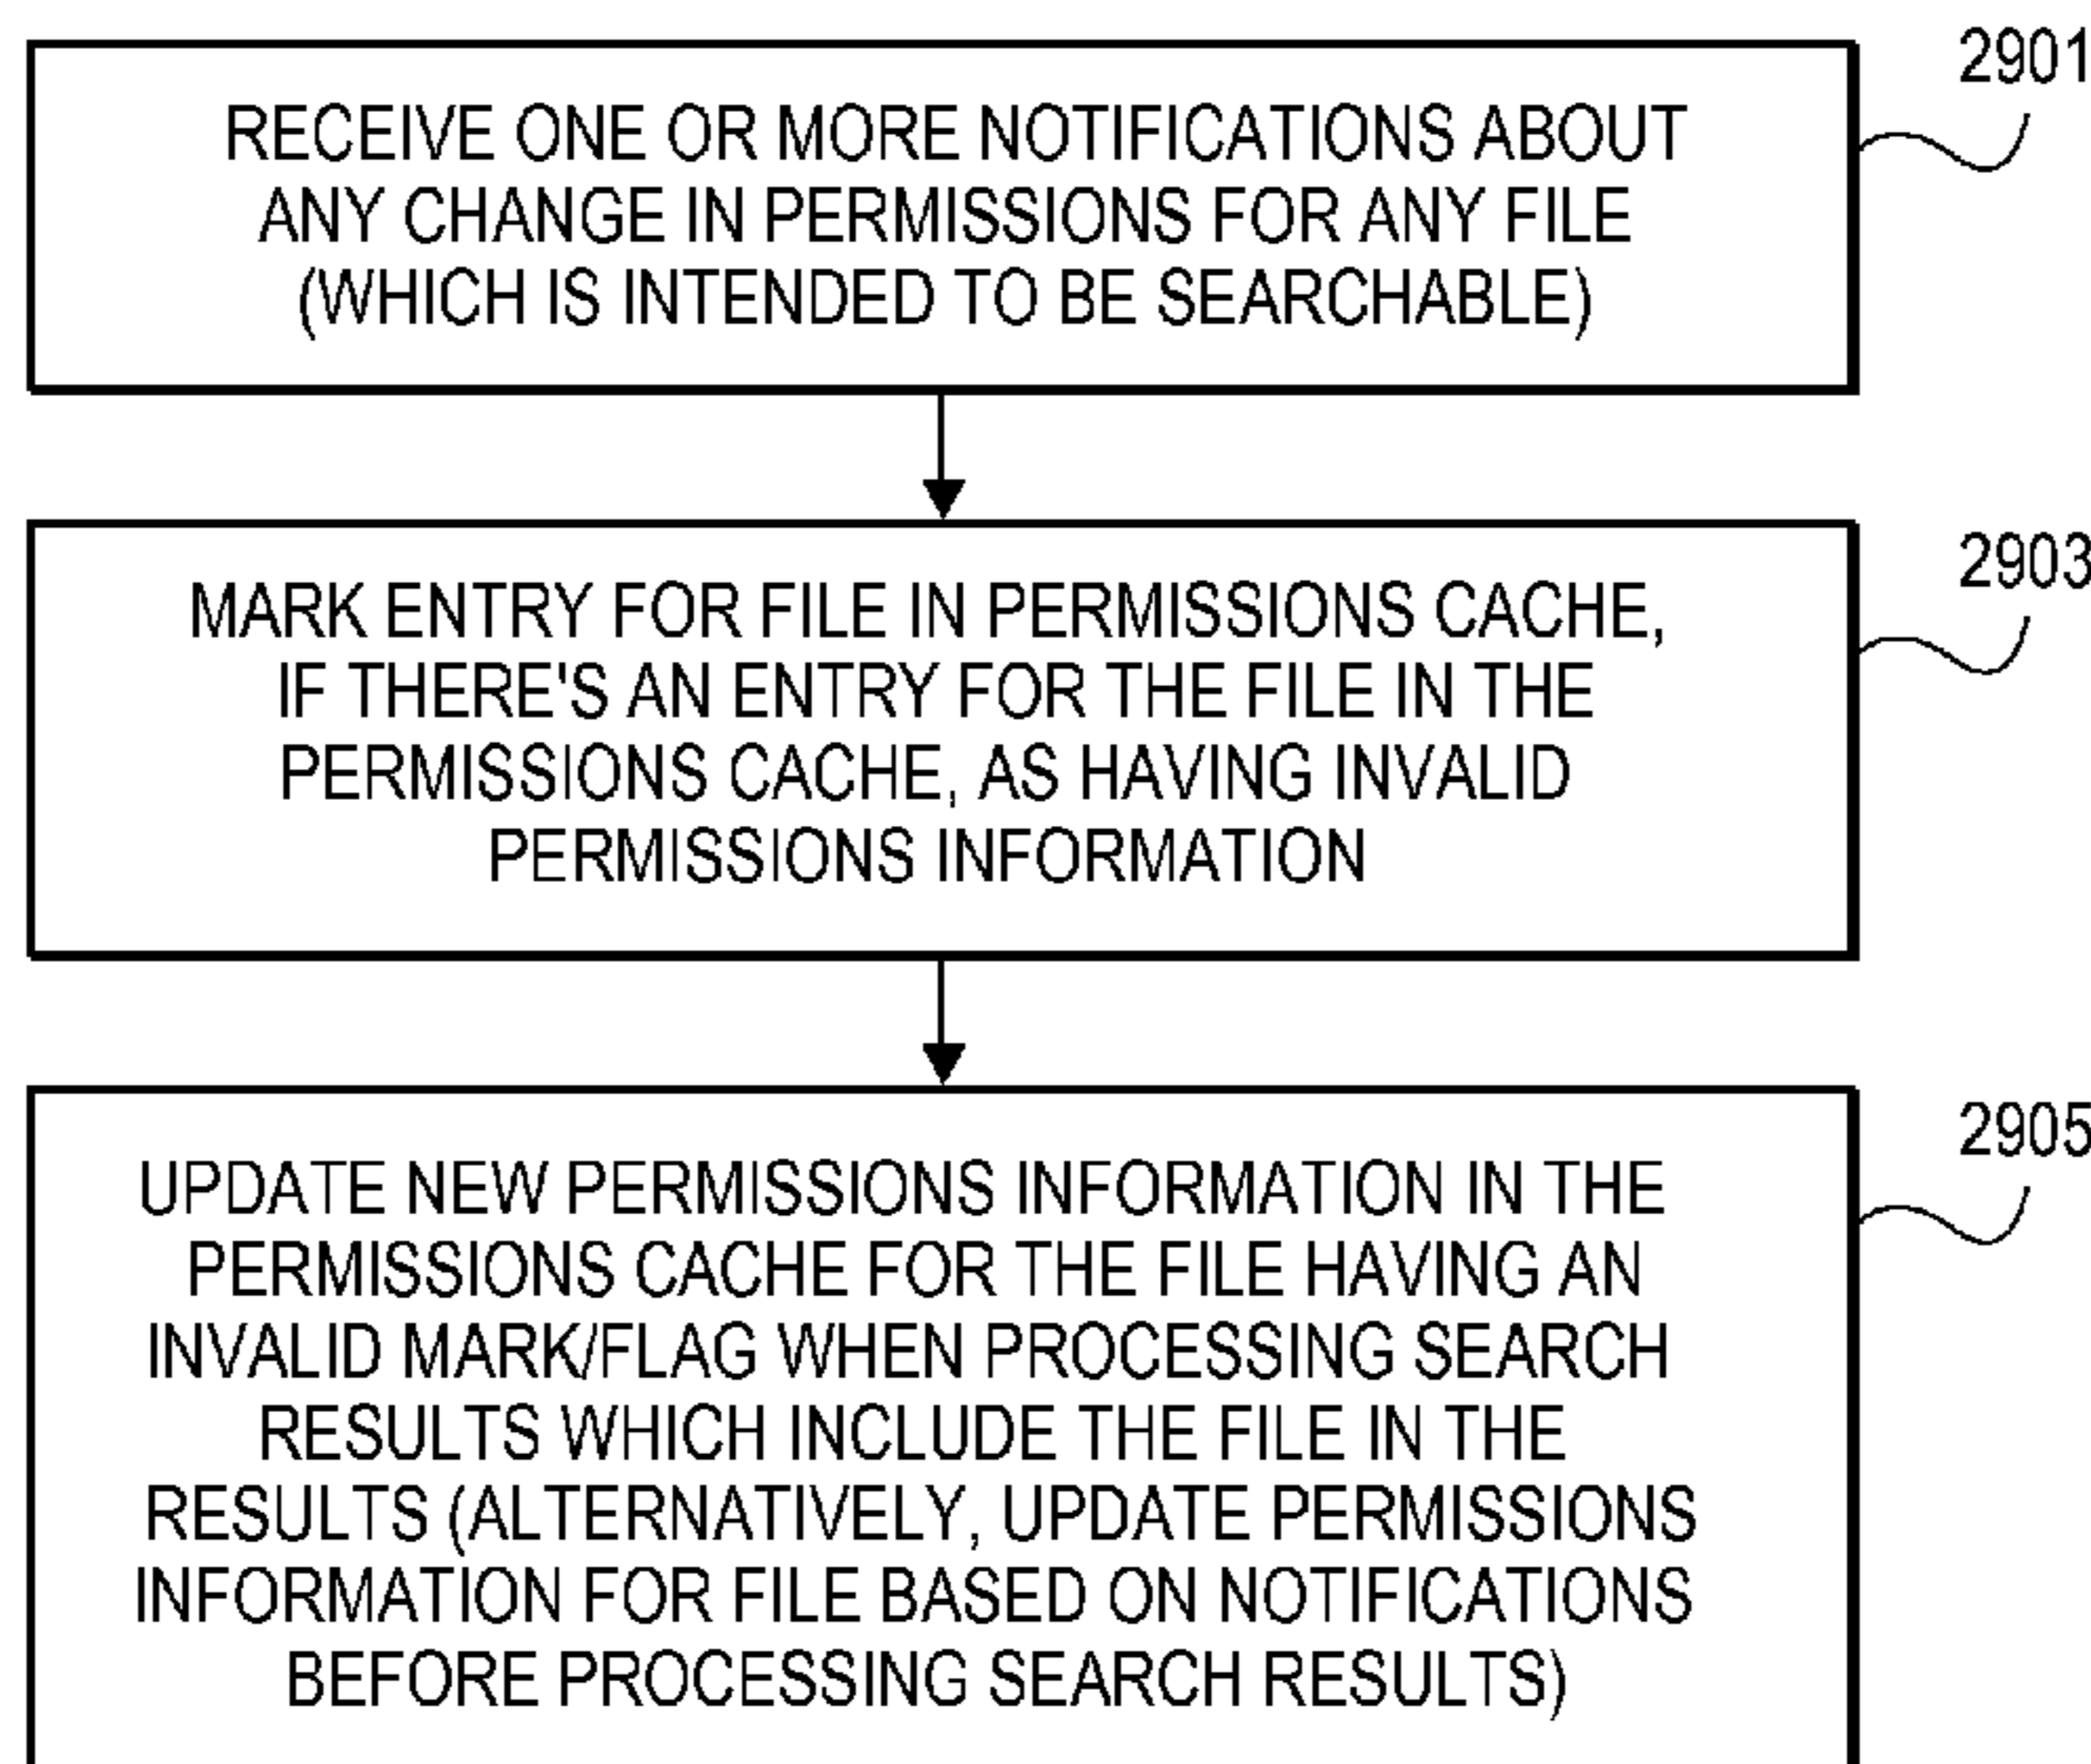 2901
RECEIVE ONE OR MORE NOTIFICATIONS ABOUT
ANY CHANGE IN PERMISSIONS FOR ANY FILE
(WHICH IS INTENDED TO BE SEARCHABLE)
2903
MARK ENTRY FOR FILE IN PERMISSIONS CACHE,
IF THERE'S AN ENTRY FOR THE FILE IN THE
PERMISSIONS CACHE, AS HAVING INVALID
PERMISSIONS INFORMATION
2905
UPDATE NEW PERMISSIONS INFORMATION IN THE
PERMISSIONS CACHE FOR THE FILE HAVING AN
INVALID MARK/FLAG WHEN PROCESSING SEARCH
RESULTS WHICH INCLUDE THE FILE IN THE
RESULTS (ALTERNATIVELY, UPDATE PERMISSIONS
INFORMATION FOR FILE BASED ON NOTIFICATIONS
BEFORE PROCESSING SEARCH RESULTS)